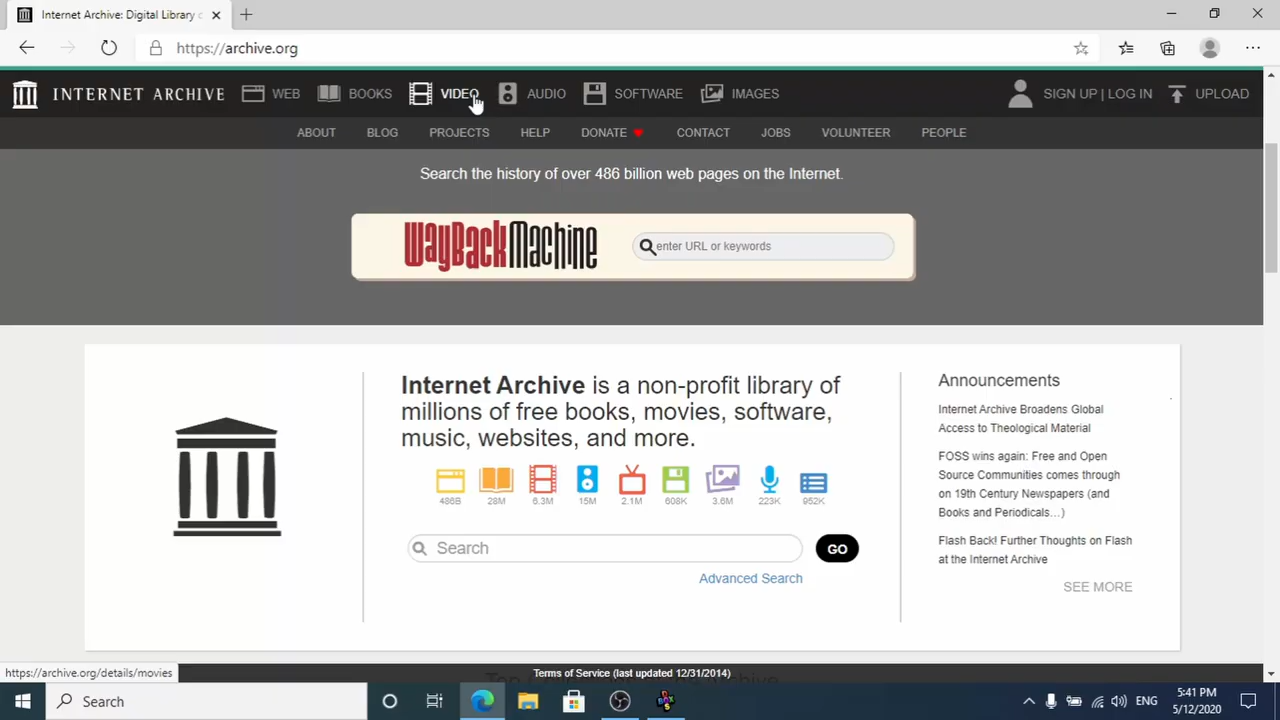 Internet Archive: Digital Library
https://archive.org
INTERNET ARCHIVE WEB BOOKS VIDEO AUDIO SOFTWARE IMAGES SIGN UP | LOG IN UPLOAD
ABOUT BLOG PROJECTS HELP DONATE CONTACT JOBS VOLUNTEER PEOPLE
Search the history of over 486 billion web pages on the Internet.
WayBackMachine enter URL or keywords
Internet Archive is a non-profit library of
millions of free books, movies, software,
music, websites, and more.
486B 28M 6.3M 15M 2.1M 608K 3.6M 223K 952K
Search GO
Advanced Search
Announcements
Internet Archive Broadens Global
Access to Theological Material
FOSS wins again: Free and Open
Source Communities comes through
on 19th Century Newspapers (and
Books and Periodicals…)
Flash Back! Further Thoughts on Flash
at the Internet Archive
SEE MORE
https://archive.org/details/movies
Terms of Service (last updated 12/31/2014)
Search
ENG
5:41 PM
5/12/2020